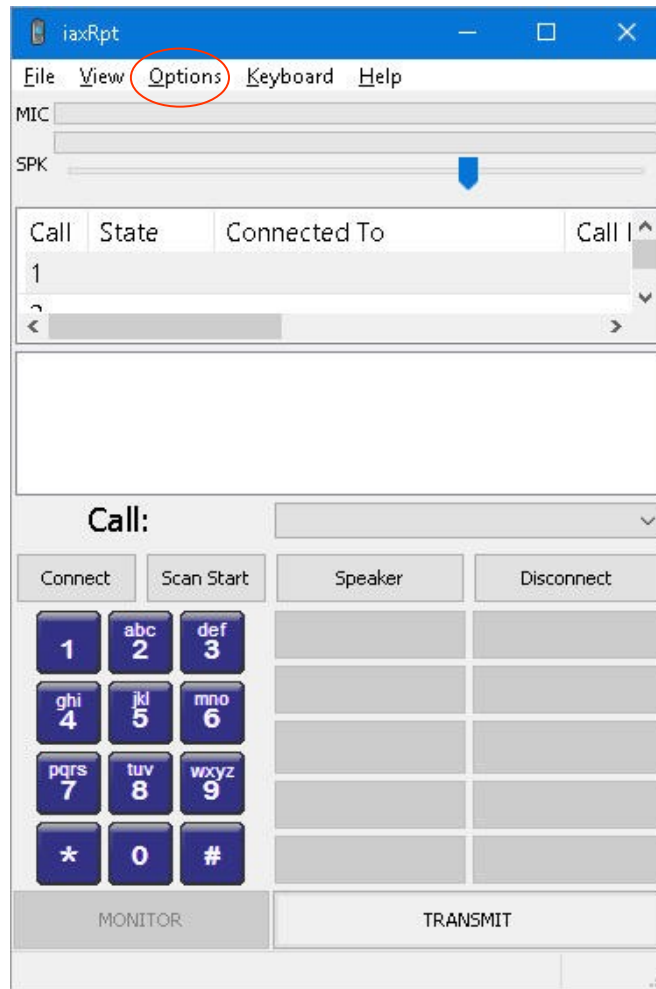 iaxRpt
File View Options Keyboard Help
MIC
SPK
Call State Connected To Call
1
Call:
Connect Scan Start Speaker Disconnect
1 abc 2 def 3
ghi 4 jkl 5 mno 6
pqrs 7 tuv 8 wxyz 9
* 0 #
MONITOR TRANSMIT